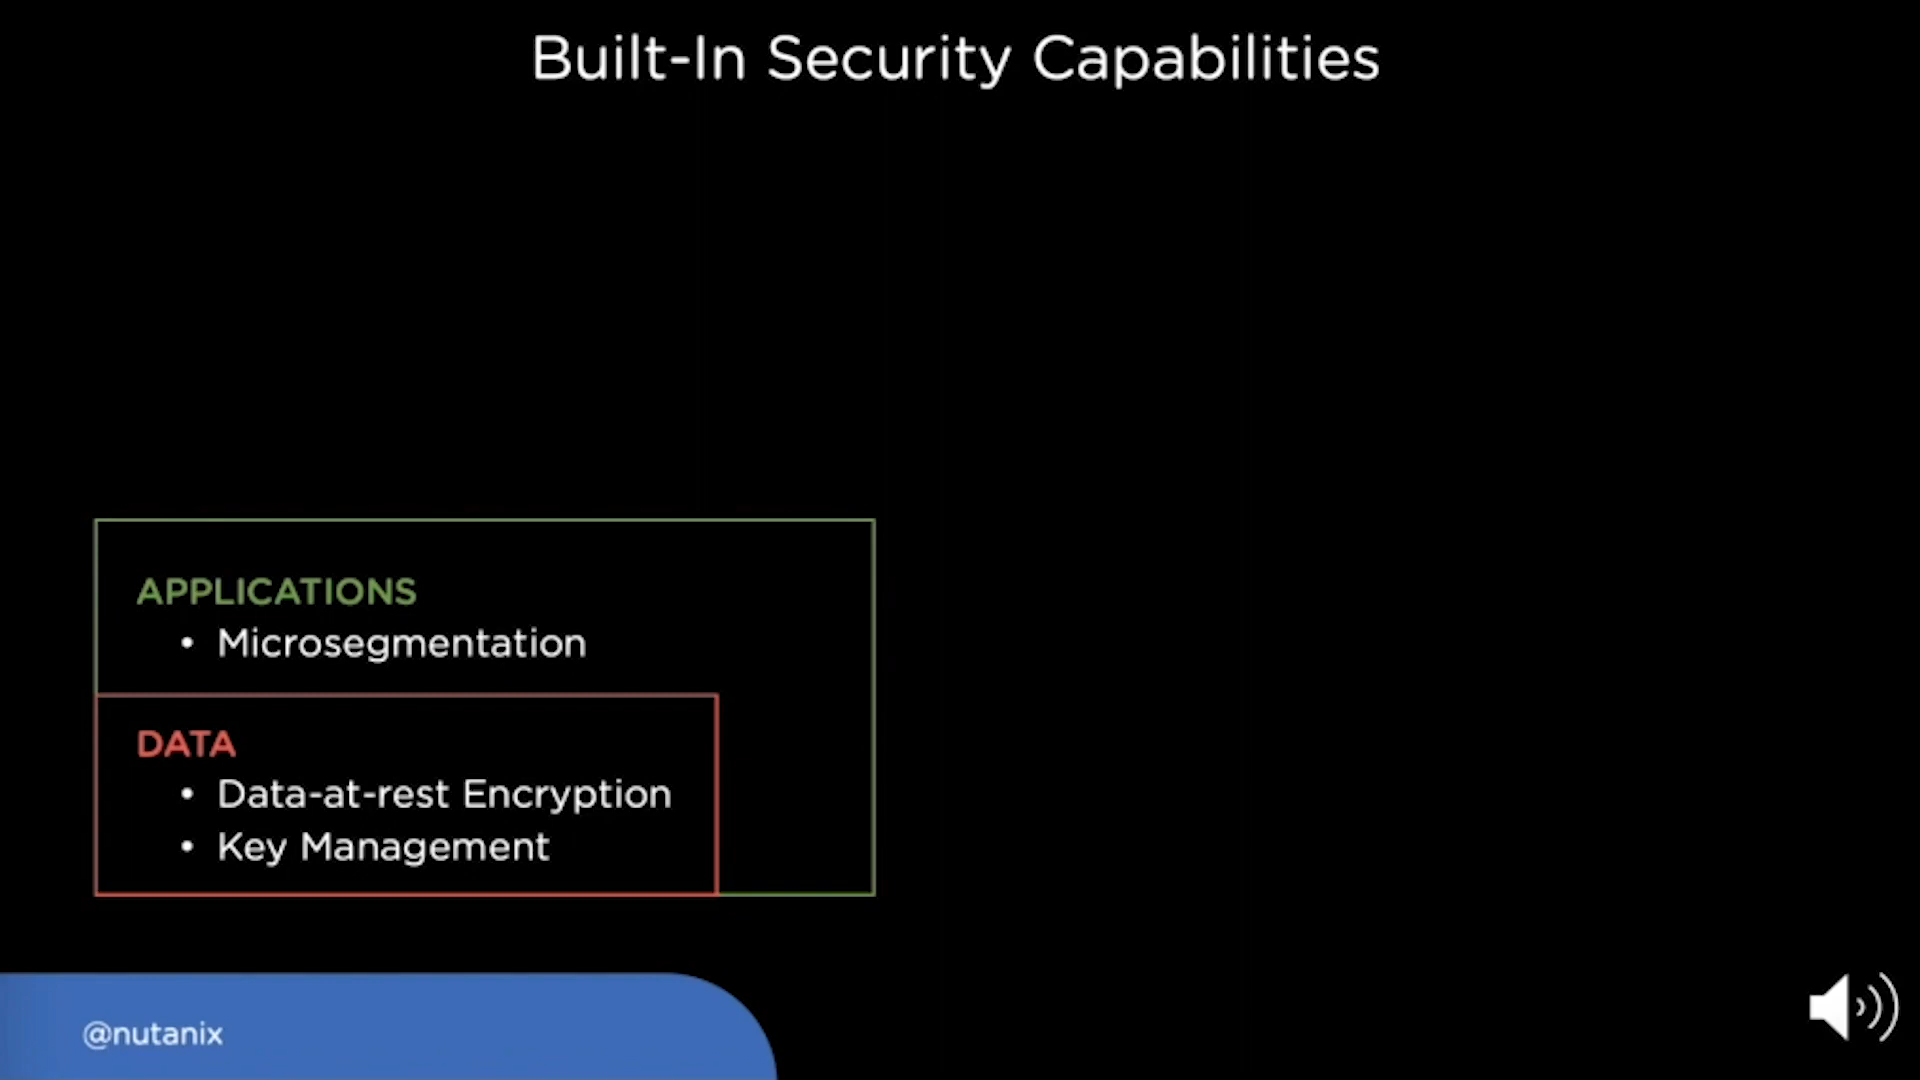 Built-In Security Capabilities
APPLICATIONS
• Microsegmentation
DATA
• Data-at-rest Encryption
• Key Management
@nutanix